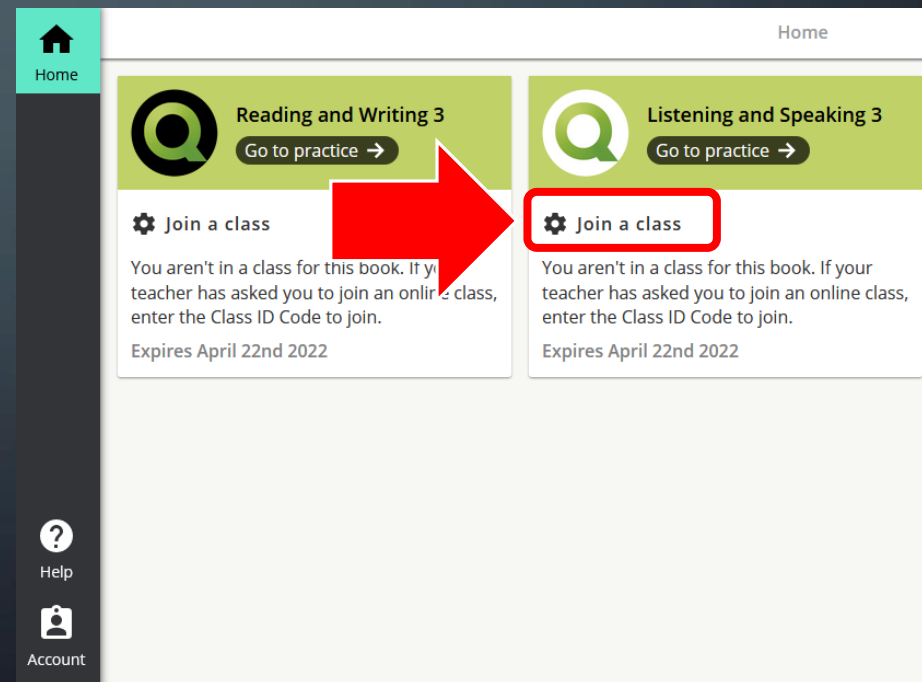 Home
Home
Reading and Writing 3
Go to practice →
Join a class
You aren't in a class for this book. If
teacher has asked you to join an online class,
enter the Class ID Code to join.
Expires April 22nd 2022
Listening and Speaking 3
Go to practice →
Join a class
You aren't in a class for this book. If your
teacher has asked you to join an online class,
enter the Class ID Code to join.
Expires April 22nd 2022
Help
Account